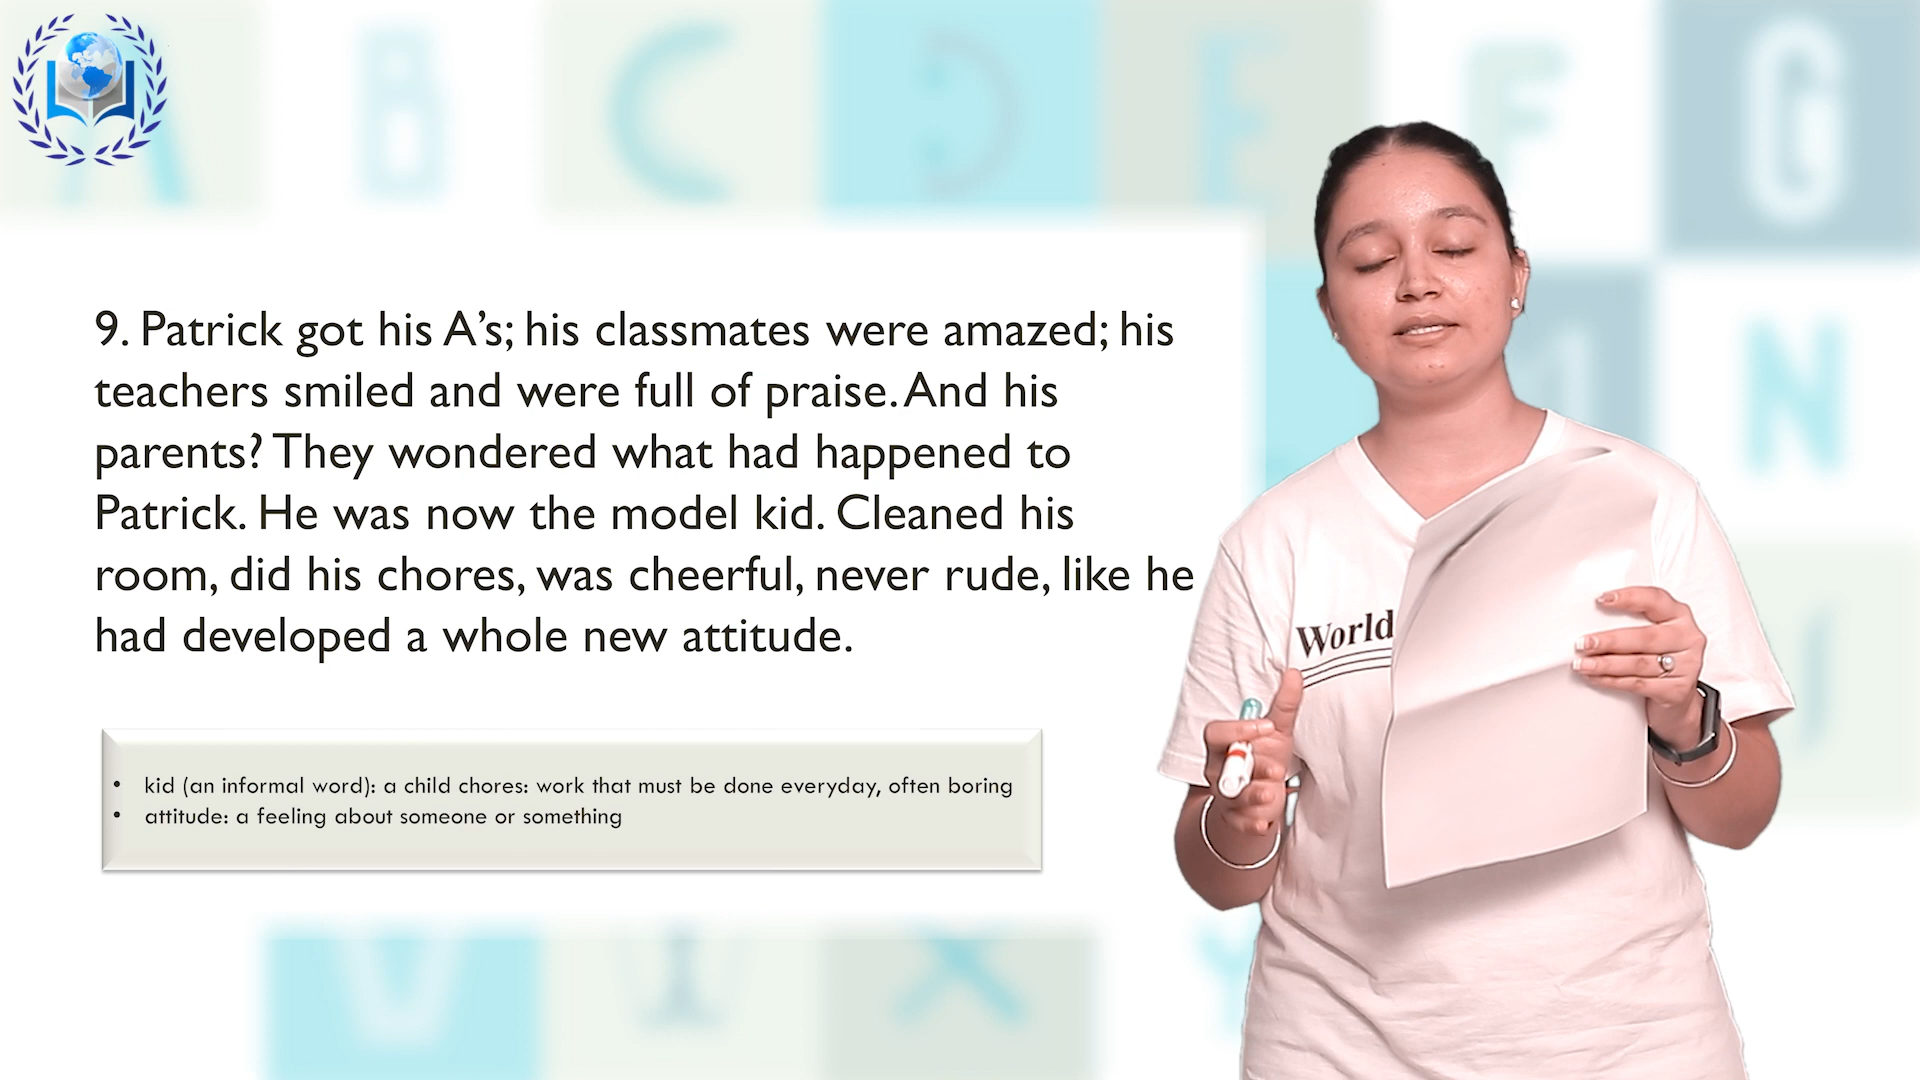 A B C D E F G
9. Patrick got his A’s; his classmates were amazed; his
teachers smiled and were full of praise. And his
parents? They wondered what had happened to
Patrick. He was now the model kid. Cleaned his
room, did his chores, was cheerful, never rude, like he
had developed a whole new attitude.
N
World
• kid (an informal word): a child chores: work that must be done everyday, often boring
• attitude: a feeling about someone or something
V
X
Y